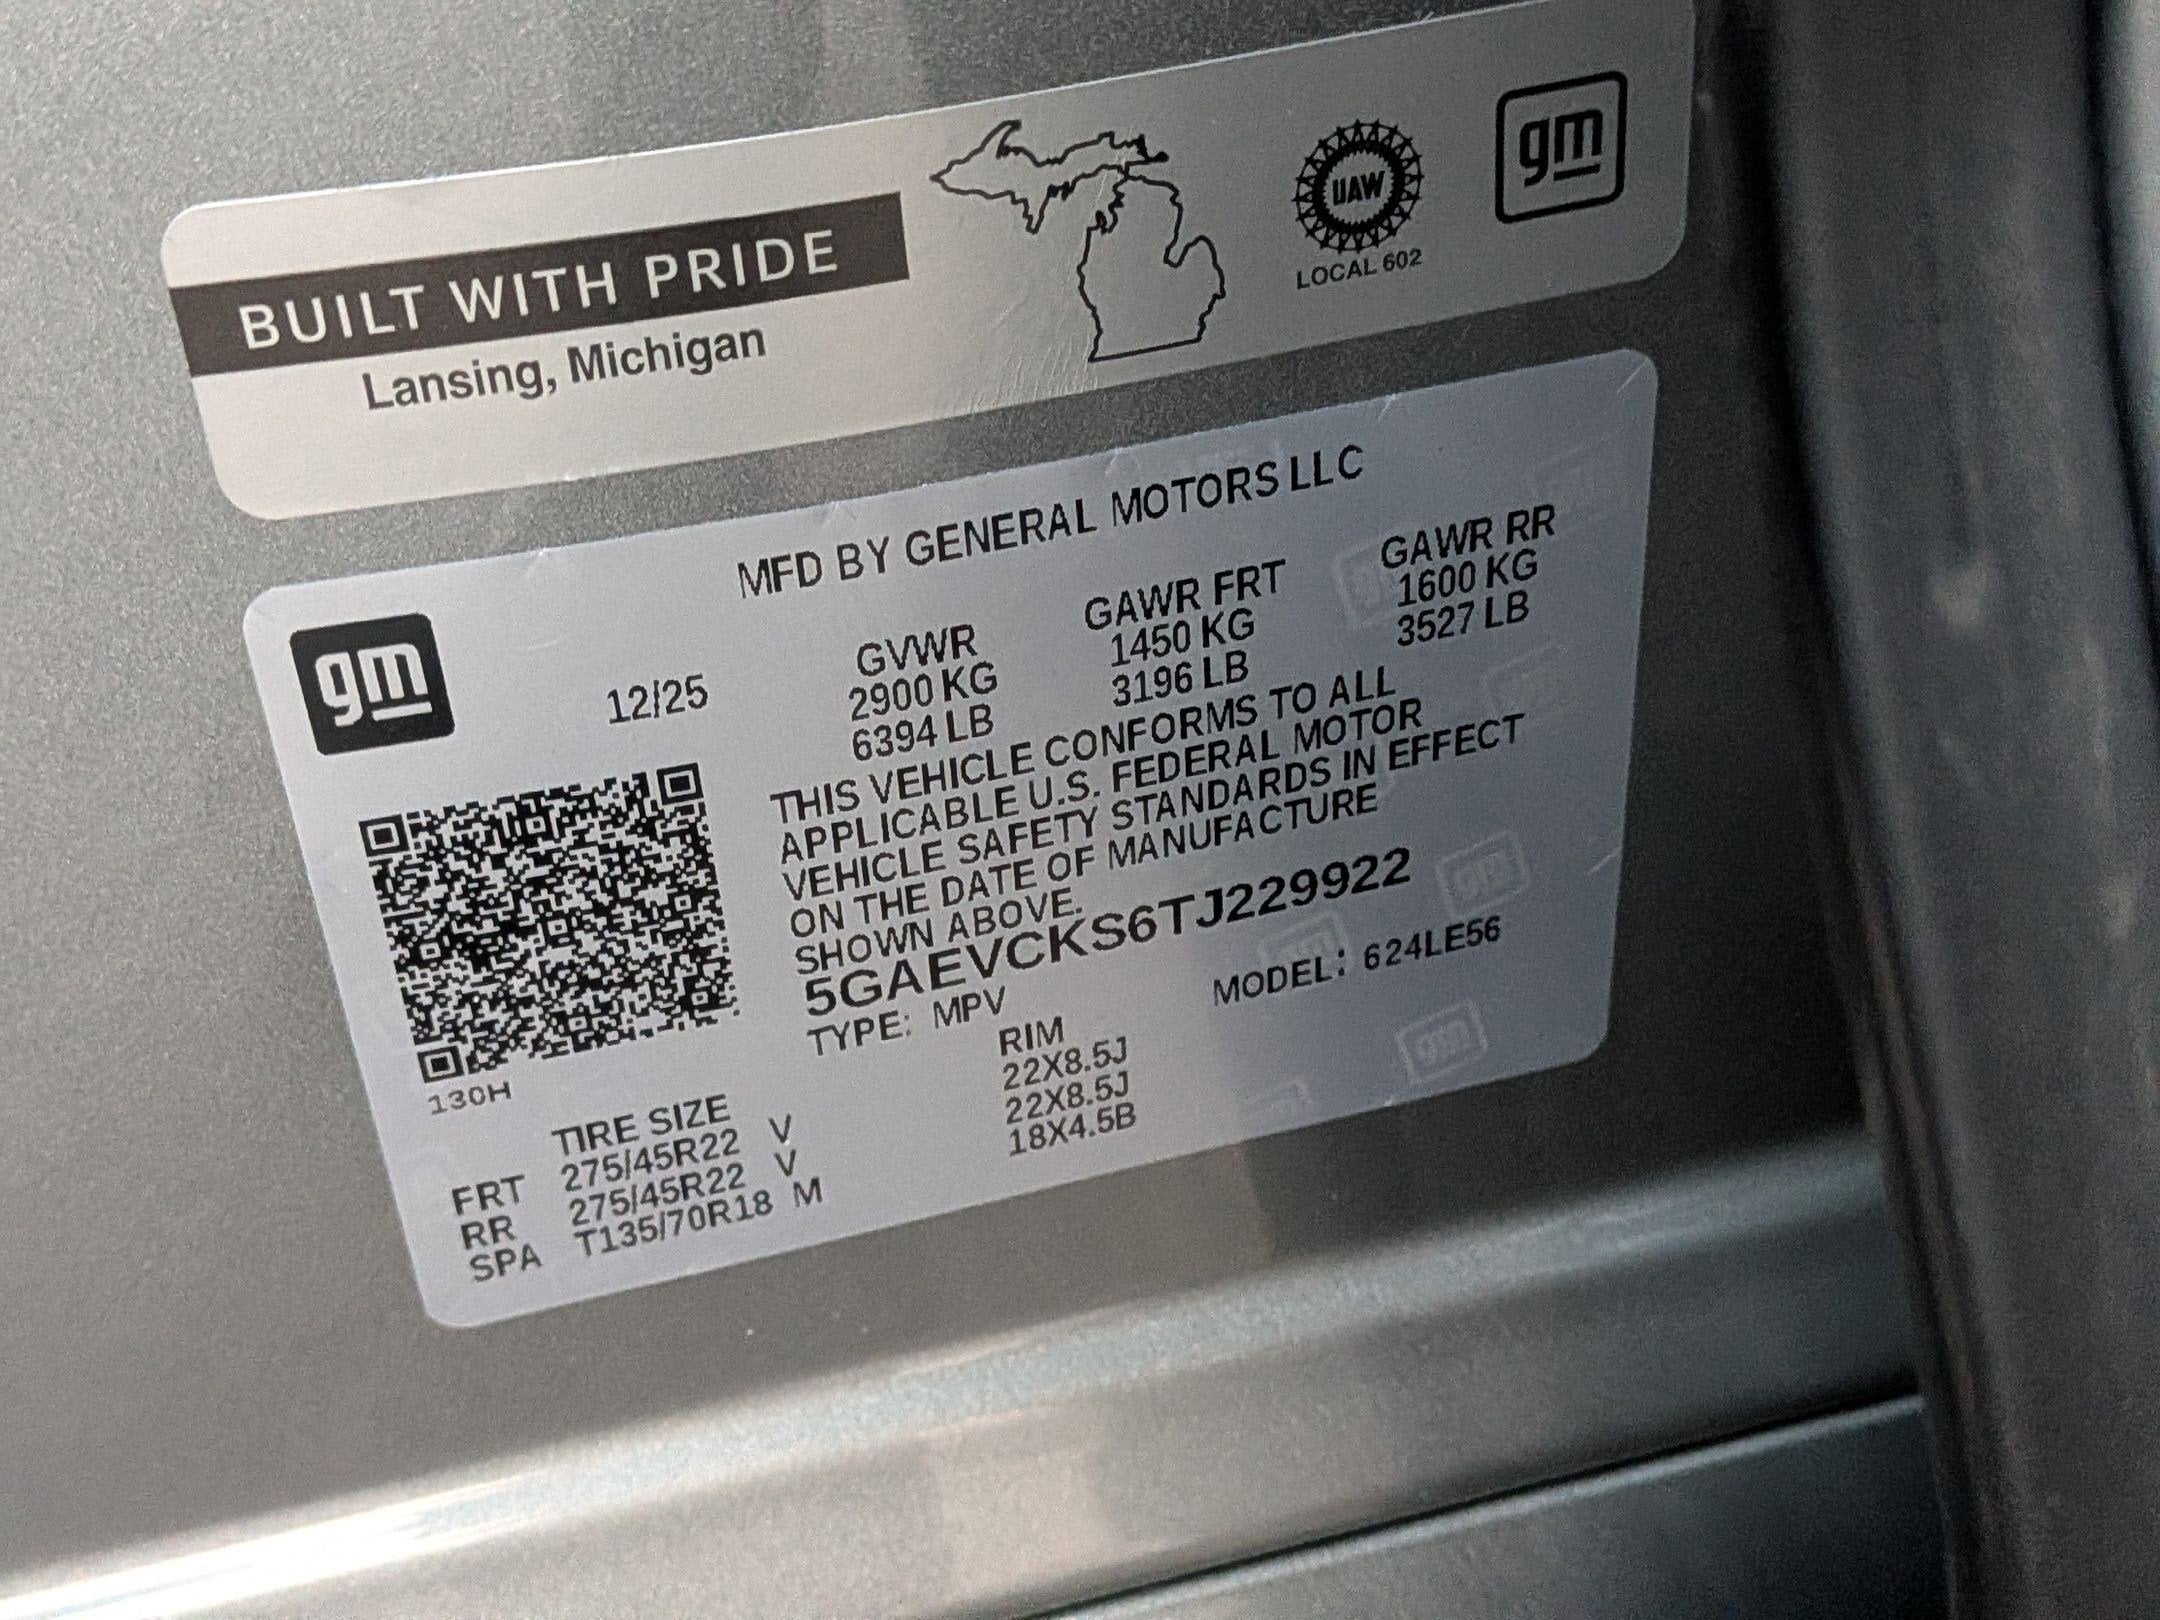 BUILT WITH PRIDE
Lansing, Michigan
UAW
LOCAL 602
gm
MFD BY GENERAL MOTORS LLC
gm
12/25
GVWR
2900 KG
6394 LB
GAWR FRT
1450 KG
3196 LB
GAWR RR
1600 KG
3527 LB
THIS VEHICLE CONFORMS TO ALL
APPLICABLE U.S. FEDERAL MOTOR
VEHICLE SAFETY STANDARDS IN EFFECT
ON THE DATE OF MANUFACTURE
SHOWN ABOVE.
5GAEVCKS6TJ229922
TYPE: MPV MODEL: 624LE56
130H
TIRE SIZE RIM
FRT 275/45R22 V 22X8.5J
RR 275/45R22 V 22X8.5J
SPA T135/70R18 M 18X4.5B